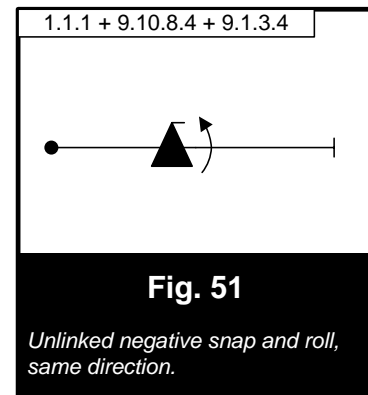 1.1.1 + 9.10.8.4 + 9.1.3.4
Fig. 51
Unlinked negative snap and roll,
same direction.